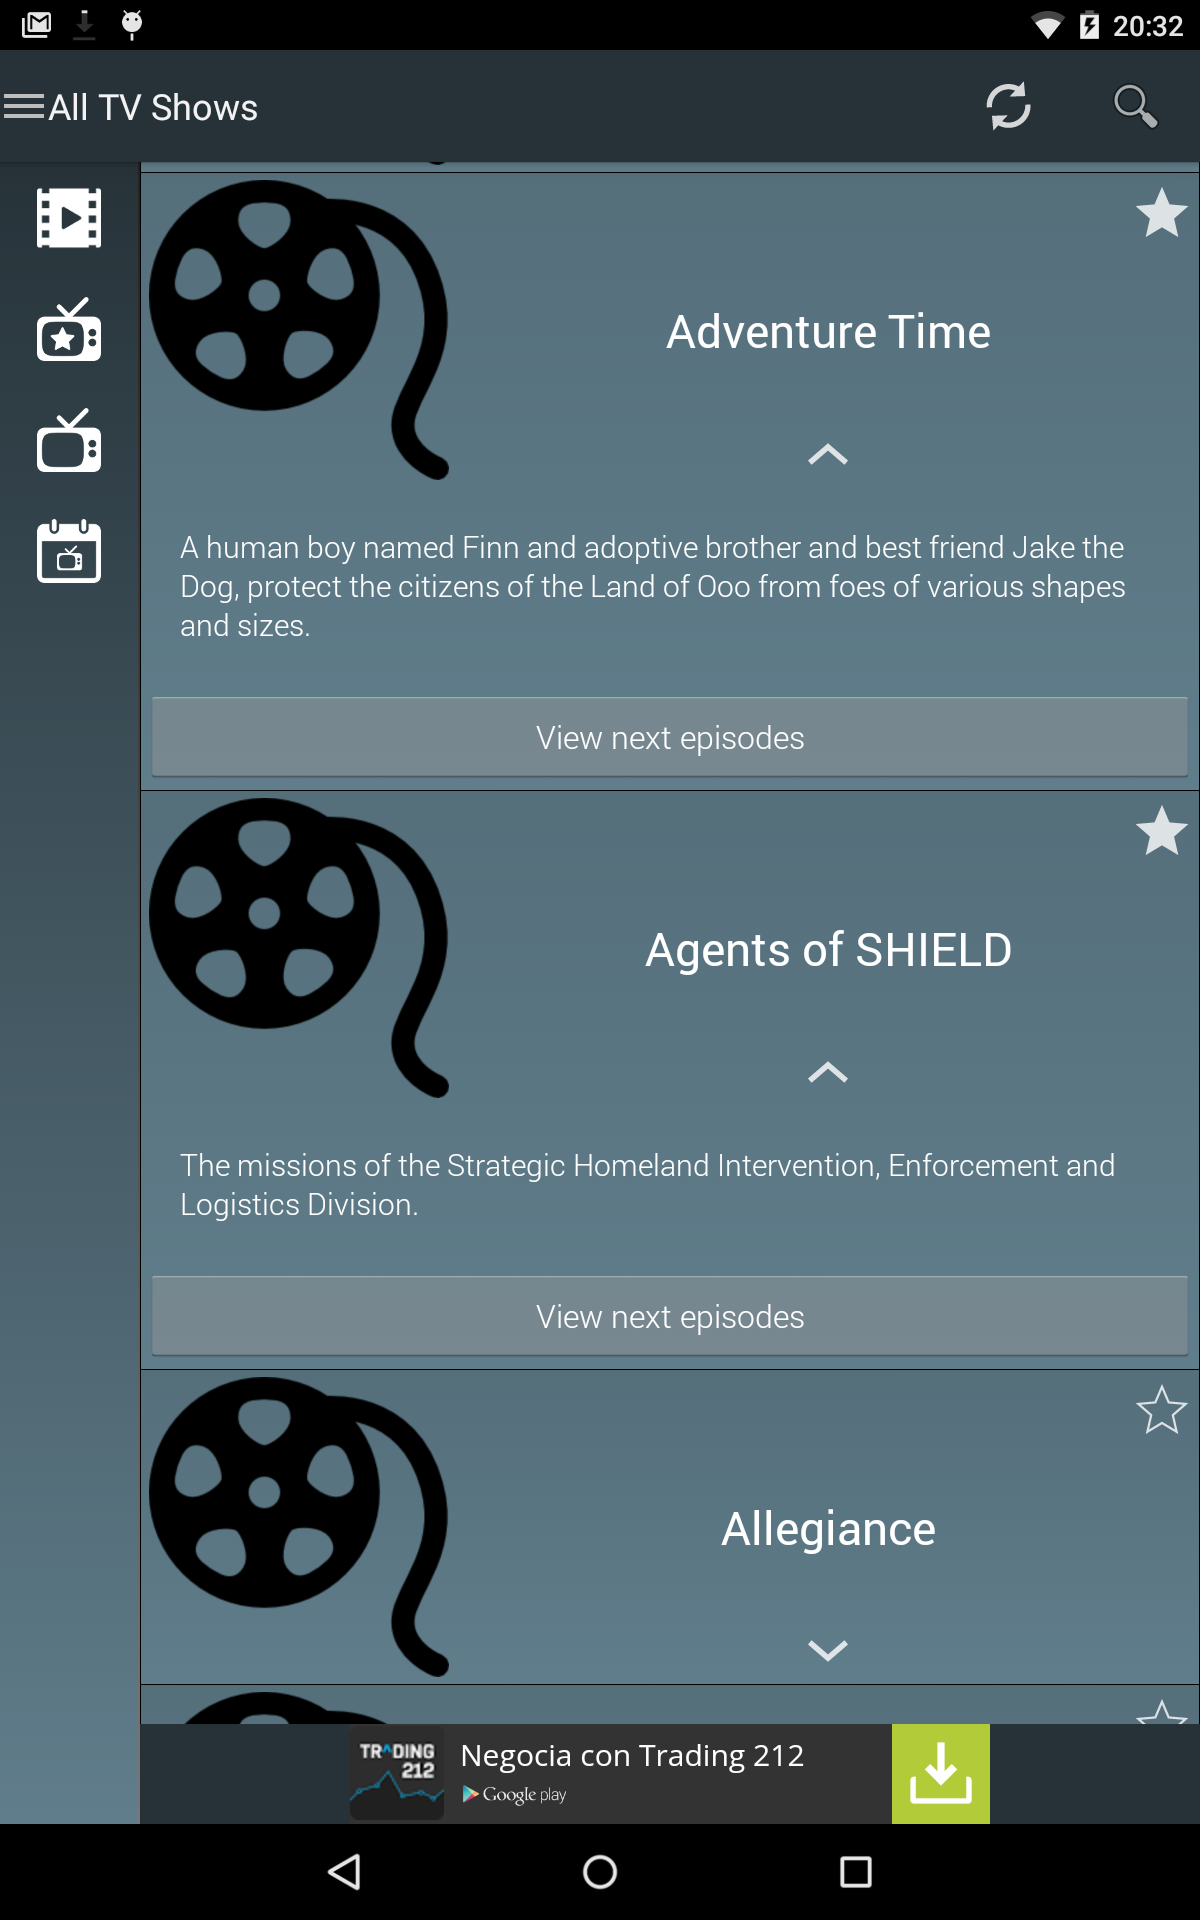 20:32
All TV Shows
Adventure Time
A human boy named Finn and adoptive brother and best friend Jake the
Dog, protect the citizens of the Land of Ooo from foes of various shapes
and sizes.
View next episodes
Agents of SHIELD
The missions of the Strategic Homeland Intervention, Enforcement and
Logistics Division.
View next episodes
Allegiance
TRADING
212
Negocia con Trading 212
Google play